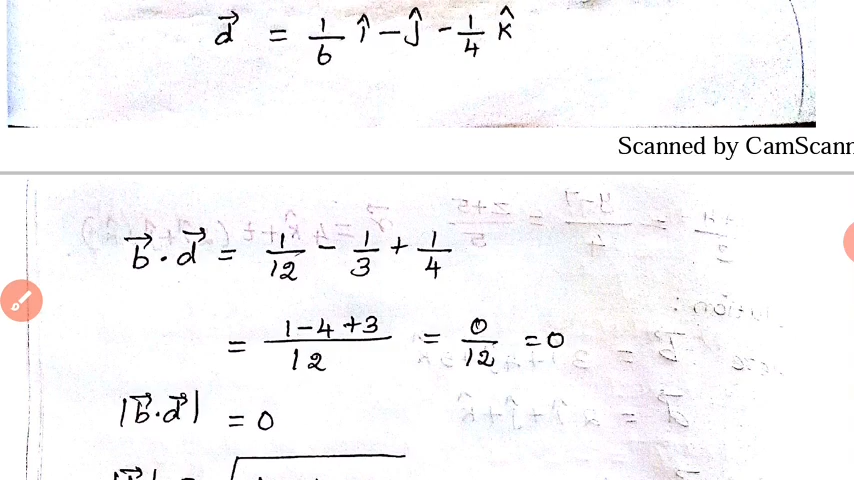 d⃗ = 1/6 î − ĵ − 1/4 k̂
Scanned by CamScann
b⃗ . d⃗ = 1/12 − 1/3 + 1/4
= 1−4+3/12 = 0/12 = 0
|b⃗.d⃗| = 0